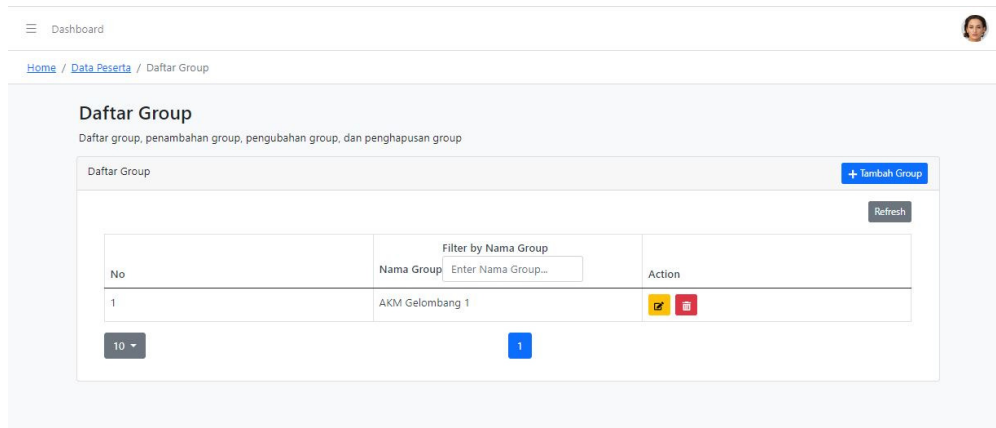 Dashboard
Home / Data Peserta / Daftar Group
Daftar Group
Daftar group, penambahan group, pengubahan group, dan penghapusan group
Daftar Group
+ Tambah Group
Refresh
Filter by Nama Group
No
Nama Group
Enter Nama Group...
Action
1
AKM Gelombang 1
10
1